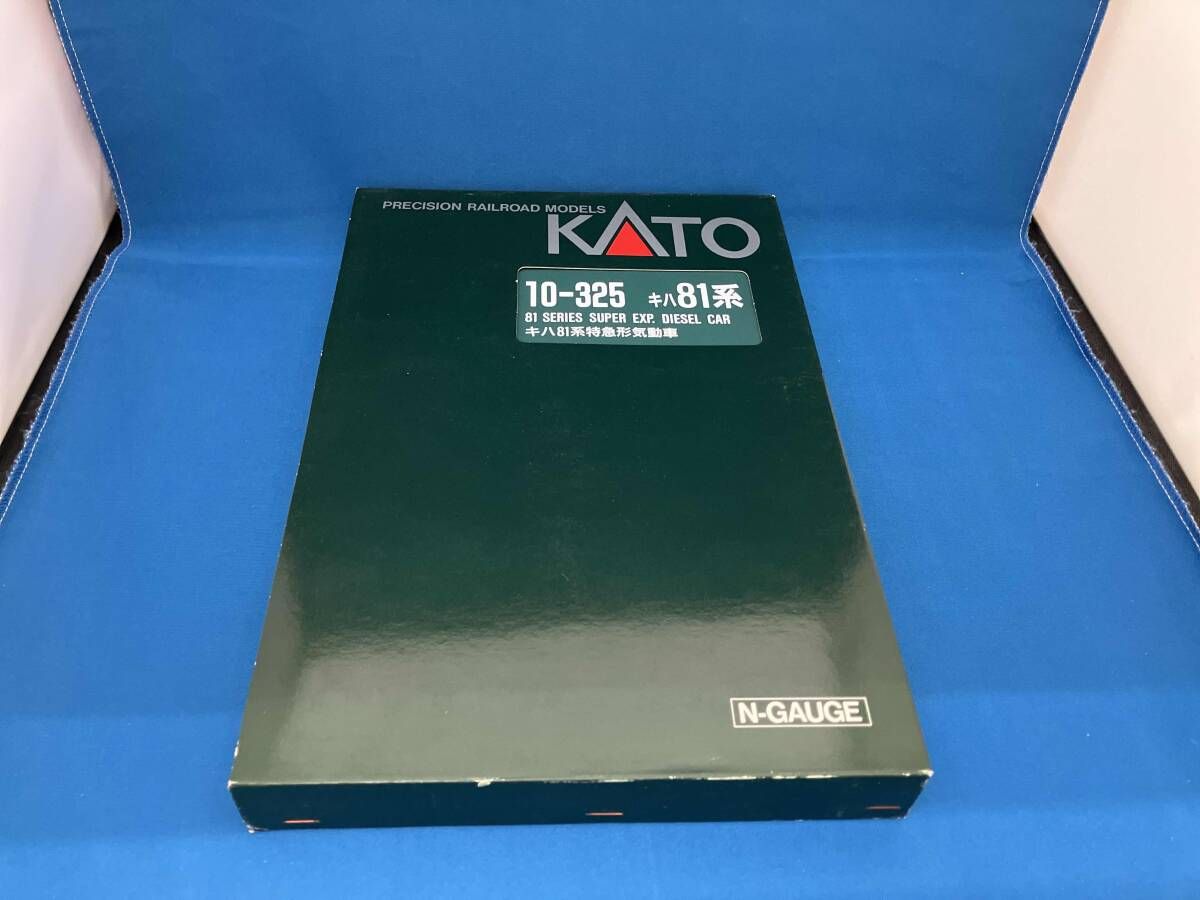 PRECISION RAILROAD MODELS
KATO
10-325 キハ81系
81 SERIES SUPER EXP. DIESEL CAR
キハ81系特急形気動車
N-GAUGE